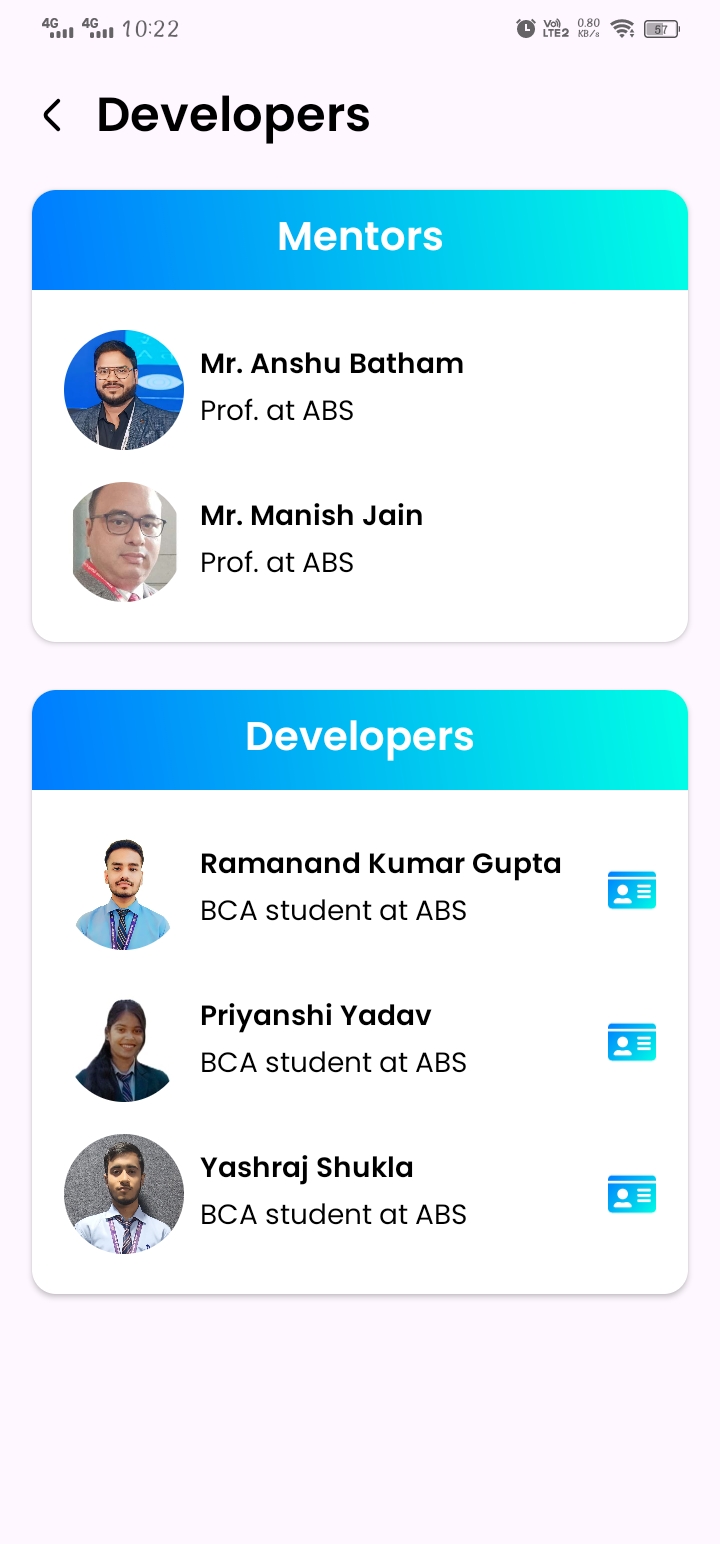 4G 4G 10:22 Vo) LTE2 0.80 KB/s 57
Developers
Mentors
Mr. Anshu Batham
Prof. at ABS
Mr. Manish Jain
Prof. at ABS
Developers
Ramanand Kumar Gupta
BCA student at ABS
Priyanshi Yadav
BCA student at ABS
Yashraj Shukla
BCA student at ABS